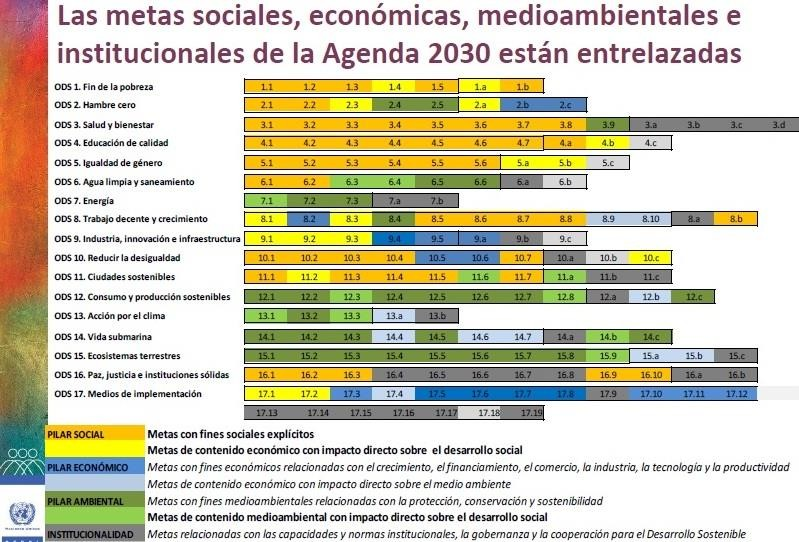 Las metas sociales, económicas, medioambientales e
institucionales de la Agenda 2030 están entrelazadas
ODS 1. Fin de la pobreza 1.1 1.2 1.3 1.4 1.5 1.a 1.b
ODS 2. Hambre cero 2.1 2.2 2.3 2.4 2.5 2.a 2.b 2.c
ODS 3. Salud y bienestar 3.1 3.2 3.3 3.4 3.5 3.6 3.7 3.8 3.9 3.a 3.b 3.c 3.d
ODS 4. Educación de calidad 4.1 4.2 4.3 4.4 4.5 4.6 4.7 4.a 4.b 4.c
ODS 5. Igualdad de género 5.1 5.2 5.3 5.4 5.5 5.6 5.a 5.b 5.c
ODS 6. Agua limpia y saneamiento 6.1 6.2 6.3 6.4 6.5 6.6 6.a 6.b
ODS 7. Energía 7.1 7.2 7.3 7.a 7.b
ODS 8. Trabajo decente y crecimiento 8.1 8.2 8.3 8.4 8.5 8.6 8.7 8.8 8.9 8.10 8.a 8.b
ODS 9. Industria, innovación e infraestructura 9.1 9.2 9.3 9.4 9.5 9.a 9.b 9.c
ODS 10. Reducir la desigualdad 10.1 10.2 10.3 10.4 10.5 10.6 10.7 10.a 10.b 10.c
ODS 11. Ciudades sostenibles 11.1 11.2 11.3 11.4 11.5 11.6 11.7 11.a 11.b 11.c
ODS 12. Consumo y producción sostenibles 12.1 12.2 12.3 12.4 12.5 12.6 12.7 12.8 12.a 12.b 12.c
ODS 13. Acción por el clima 13.1 13.2 13.3 13.a 13.b
ODS 14. Vida submarina 14.1 14.2 14.3 14.4 14.5 14.6 14.7 14.a 14.b 14.c
ODS 15. Ecosistemas terrestres 15.1 15.2 15.3 15.4 15.5 15.6 15.7 15.8 15.9 15.a 15.b 15.c
ODS 16. Paz, justicia e instituciones sólidas 16.1 16.2 16.3 16.4 16.5 16.6 16.7 16.8 16.9 16.10 16.a 16.b
ODS 17. Medios de implementación 17.1 17.2 17.3 17.4 17.5 17.6 17.7 17.8 17.9 17.10 17.11 17.12
17.13 17.14 17.15 17.16 17.17 17.18 17.19
PILAR SOCIAL Metas con fines sociales explícitos
Metas de contenido económico con impacto directo sobre el desarrollo social
PILAR ECONÓMICO Metas con fines económicos relacionadas con el crecimiento, el financiamiento, el comercio, la industria, la tecnología y la productividad
Metas de contenido económico con impacto directo sobre el medio ambiente
PILAR AMBIENTAL Metas con fines medioambientales relacionadas con la protección, conservación y sostenibilidad
Metas de contenido medioambiental con impacto directo sobre el desarrollo social
INSTITUCIONALIDAD Metas relacionadas con las capacidades y normas institucionales, la gobernanza y la cooperación para el Desarrollo Sostenible